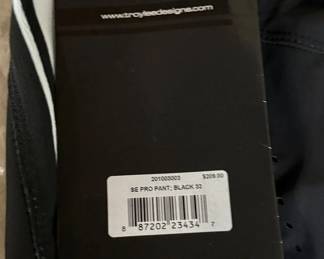 www.troyleedesigns.com
201003003 $209.00
SE PRO PANT; BLACK 32
8 87202 23434 7